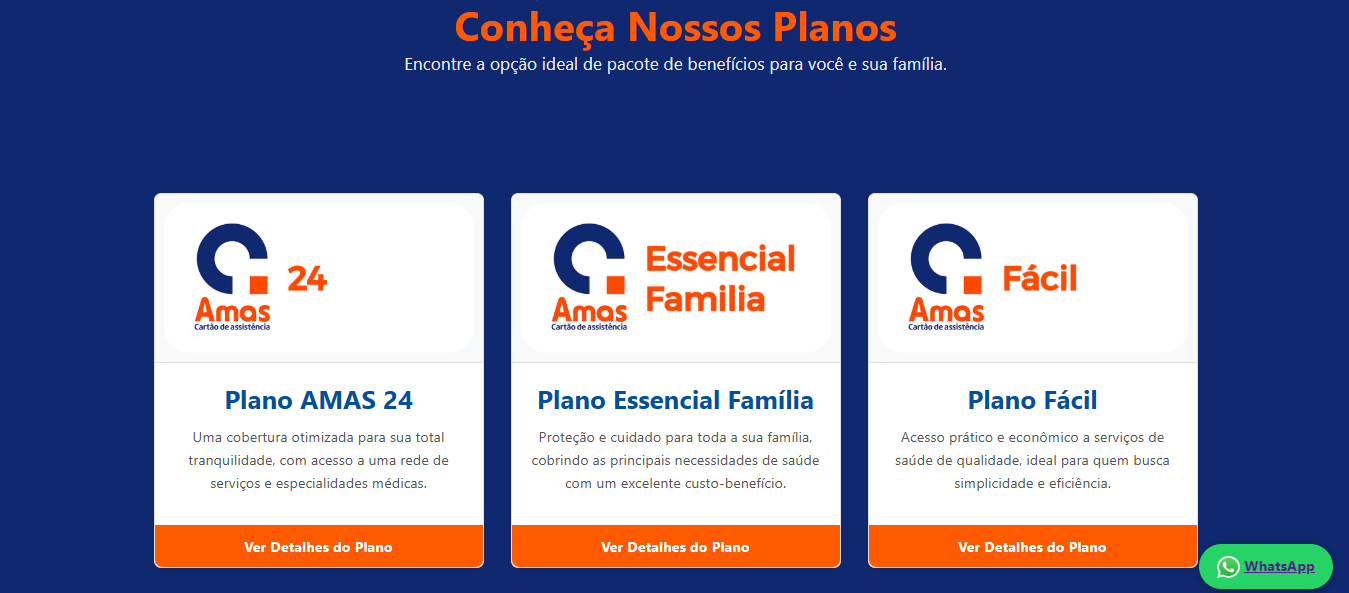 Conheça Nossos Planos
Encontre a opção ideal de pacote de benefícios para você e sua família.
24
Amas
Cartão de assistência
Plano AMAS 24
Uma cobertura otimizada para sua total
tranquilidade, com acesso a uma rede de
serviços e especialidades médicas.
Ver Detalhes do Plano
Essencial
Familia
Amas
Cartão de assistência
Plano Essencial Família
Proteção e cuidado para toda a sua família,
cobrindo as principais necessidades de saúde
com um excelente custo-benefício.
Ver Detalhes do Plano
Fácil
Amas
Cartão de assistência
Plano Fácil
Acesso prático e econômico a serviços de
saúde de qualidade, ideal para quem busca
simplicidade e eficiência.
Ver Detalhes do Plano
WhatsApp